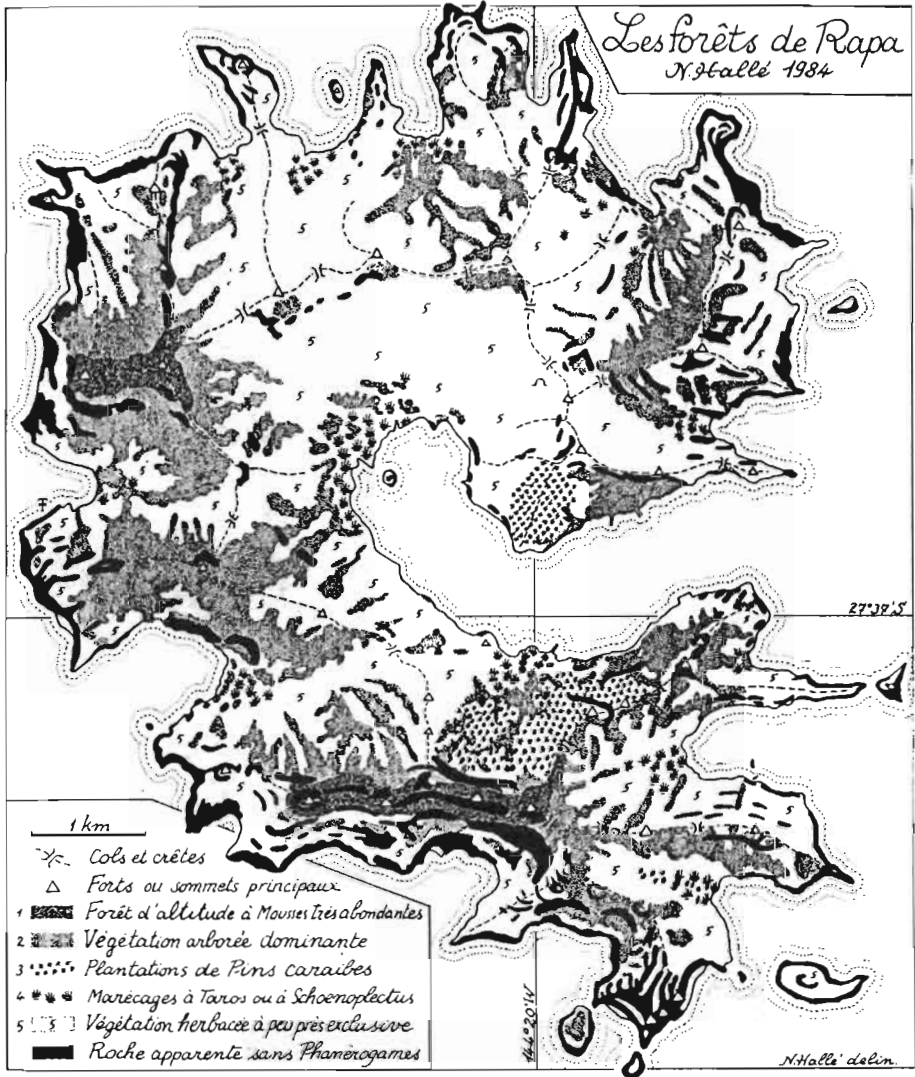 Les forêts de Rapa
N. Hallé 1984
27°37'S
144°20'W
1 km
Cols et crêtes
Forts ou sommets principaux
1 Forêt d'altitude à Mousses très abondantes
2 Végétation arborée dominante
3 Plantations de Pins caraïbes
4 Marécages à Taros ou à Schoenoplectus
5 5 Végétation herbacée à peu près exclusive
Roche apparente sans Phanérogames
N. Hallé delin.